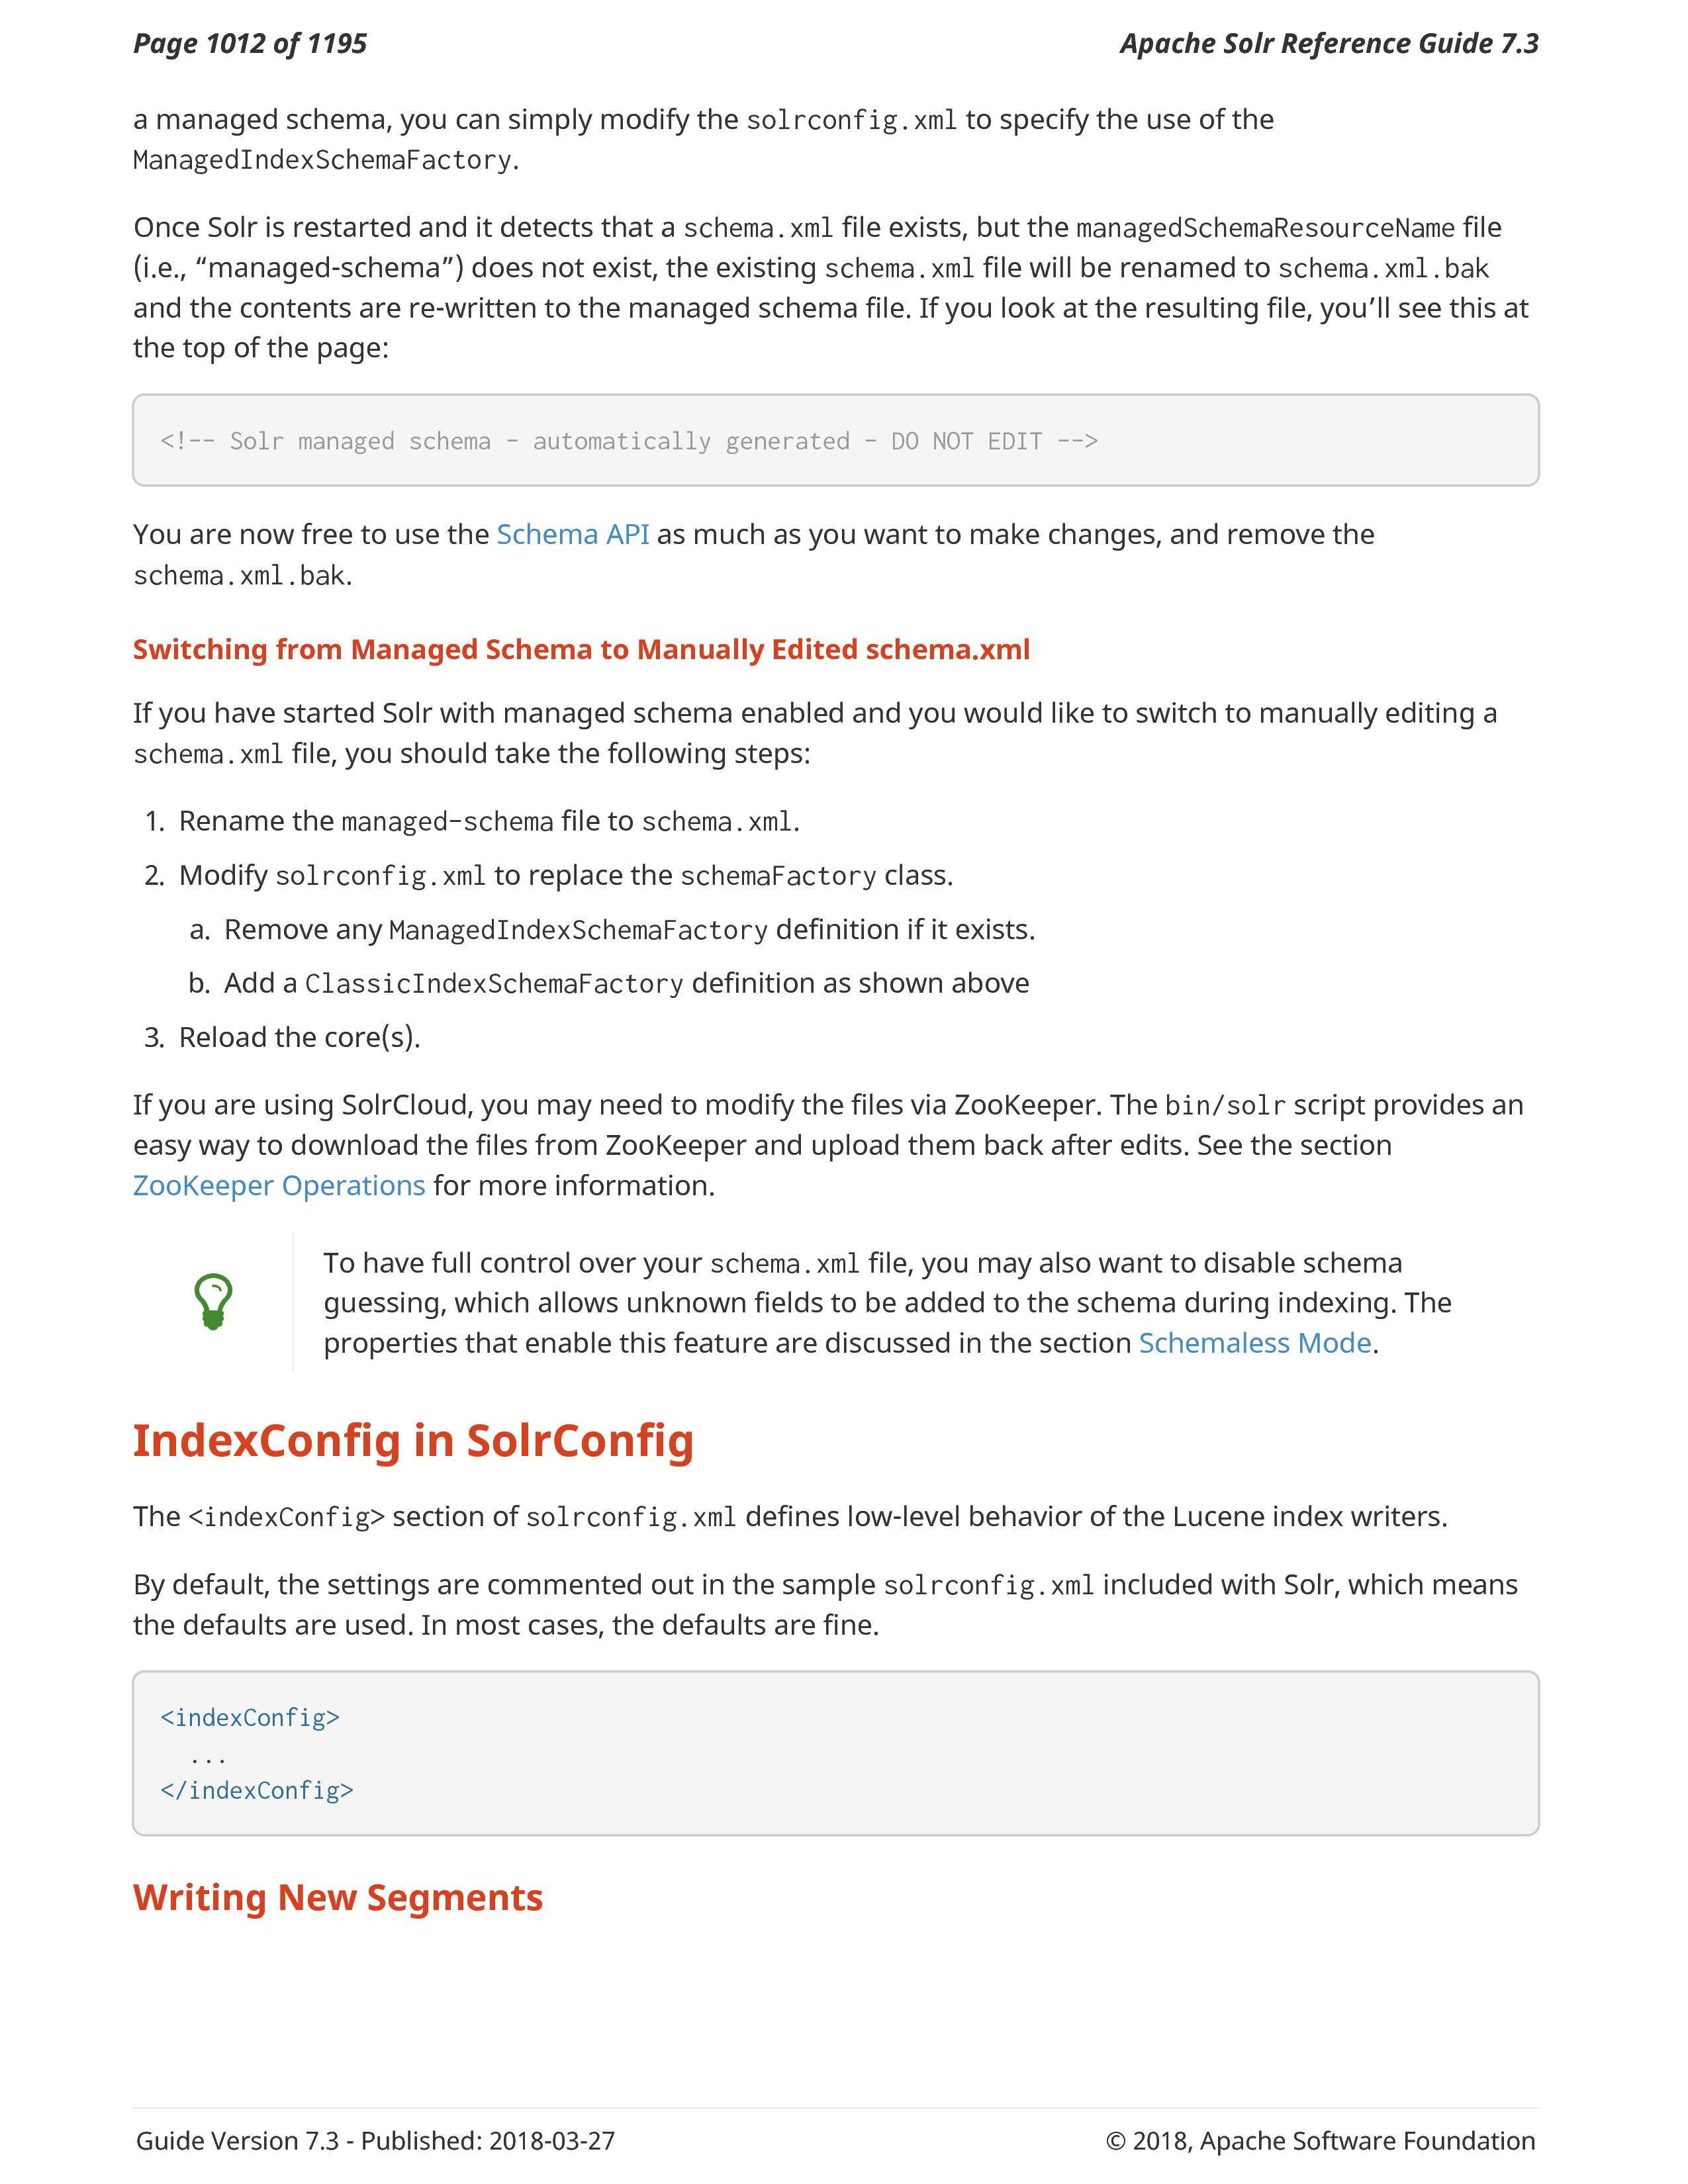 Page 1012 of 1195
Apache Solr Reference Guide 7.3
a managed schema, you can simply modify the solrconfig.xml to specify the use of the
ManagedIndexSchemaFactory.
Once Solr is restarted and it detects that a schema.xml file exists, but the managedSchemaResourceName file
(i.e., “managed-schema”) does not exist, the existing schema.xml file will be renamed to schema.xml.bak
and the contents are re-written to the managed schema file. If you look at the resulting file, you’ll see this at
the top of the page:
<!-- Solr managed schema - automatically generated - DO NOT EDIT -->
You are now free to use the Schema API as much as you want to make changes, and remove the
schema.xml.bak.
Switching from Managed Schema to Manually Edited schema.xml
If you have started Solr with managed schema enabled and you would like to switch to manually editing a
schema.xml file, you should take the following steps:
1. Rename the managed-schema file to schema.xml.
2. Modify solrconfig.xml to replace the schemaFactory class.
a. Remove any ManagedIndexSchemaFactory definition if it exists.
b. Add a ClassicIndexSchemaFactory definition as shown above
3. Reload the core(s).
If you are using SolrCloud, you may need to modify the files via ZooKeeper. The bin/solr script provides an
easy way to download the files from ZooKeeper and upload them back after edits. See the section
ZooKeeper Operations for more information.
To have full control over your schema.xml file, you may also want to disable schema
guessing, which allows unknown fields to be added to the schema during indexing. The
properties that enable this feature are discussed in the section Schemaless Mode.
IndexConfig in SolrConfig
The <indexConfig> section of solrconfig.xml defines low-level behavior of the Lucene index writers.
By default, the settings are commented out in the sample solrconfig.xml included with Solr, which means
the defaults are used. In most cases, the defaults are fine.
<indexConfig>
...
</indexConfig>
Writing New Segments
Guide Version 7.3 - Published: 2018-03-27
© 2018, Apache Software Foundation